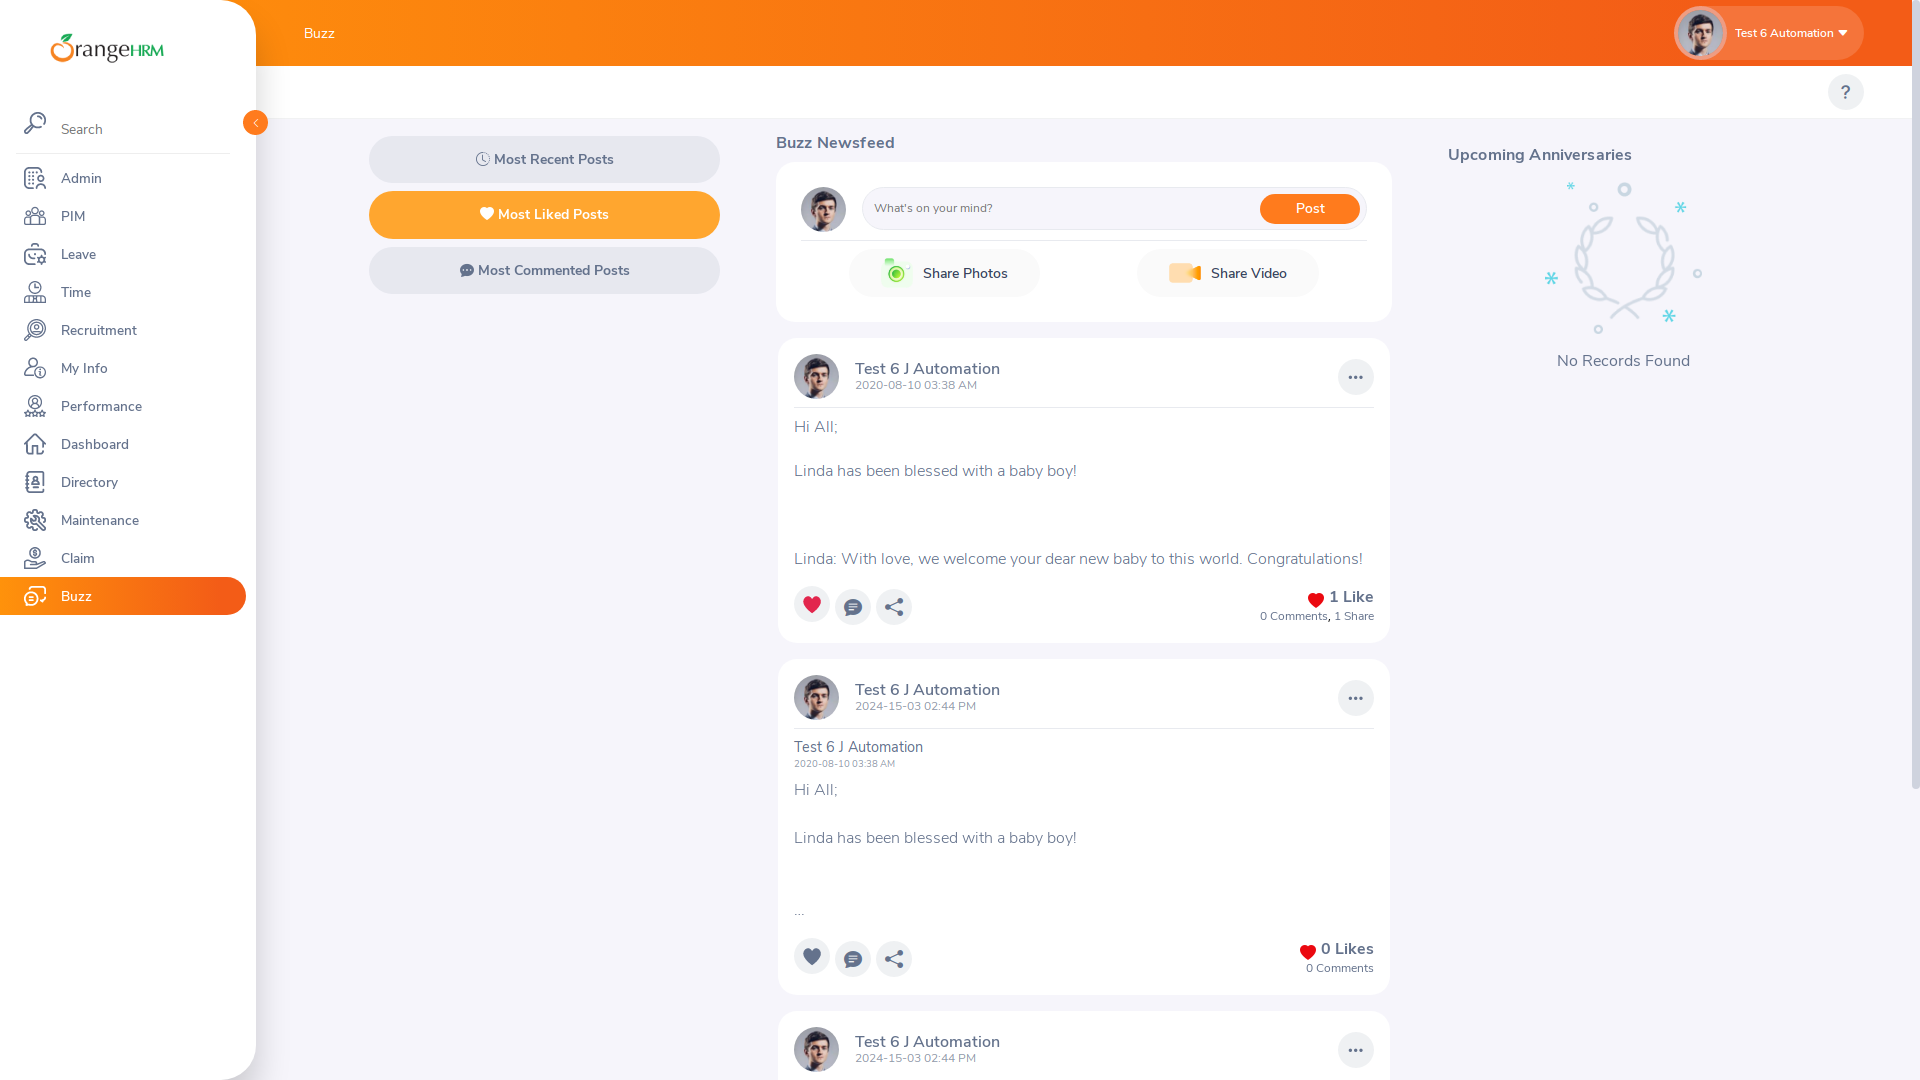 OrangeHRM
Search
Admin
PIM
Leave
Time
Recruitment
My Info
Performance
Dashboard
Directory
Maintenance
Claim
Buzz
Buzz
Test 6 Automation
?
Most Recent Posts
Most Liked Posts
Most Commented Posts
Buzz Newsfeed
What's on your mind?
Post
Share Photos
Share Video
Test 6 J Automation
2020-08-10 03:38 AM
Hi All;
Linda has been blessed with a baby boy!
Linda: With love, we welcome your dear new baby to this world. Congratulations!
1 Like
0 Comments, 1 Share
Test 6 J Automation
2024-15-03 02:44 PM
Test 6 J Automation
2020-08-10 03:38 AM
Hi All;
Linda has been blessed with a baby boy!
...
0 Likes
0 Comments
Test 6 J Automation
2024-15-03 02:44 PM
Upcoming Anniversaries
No Records Found